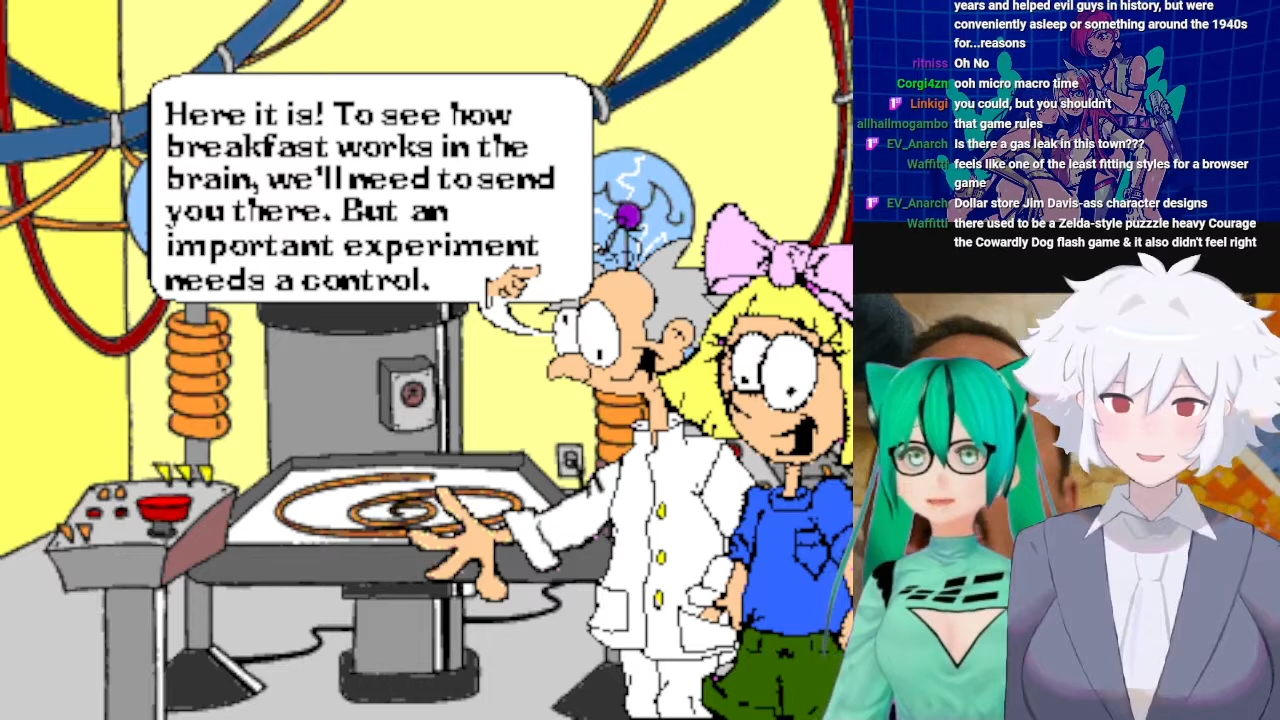 Here it is! To see how
breakfast works in the
brain, we'll need to send
you there. But an
important experiment
needs a control.
years and helped evil guys in history, but were
conveniently asleep or something around the 1940s
for...reasons
ritniss Oh No
Corgi4zn ooh micro macro time
1st Linkigi you could, but you shouldn't
allhailmogambo that game rules
1st EV_Anarch Is there a gas leak in this town???
Waffitti feels like one of the least fitting styles for a browser
game
1st EV_Anarch Dollar store Jim Davis-ass character designs
Waffitti there used to be a Zelda-style puzzzle heavy Courage
the Cowardly Dog flash game & it also didn't feel right